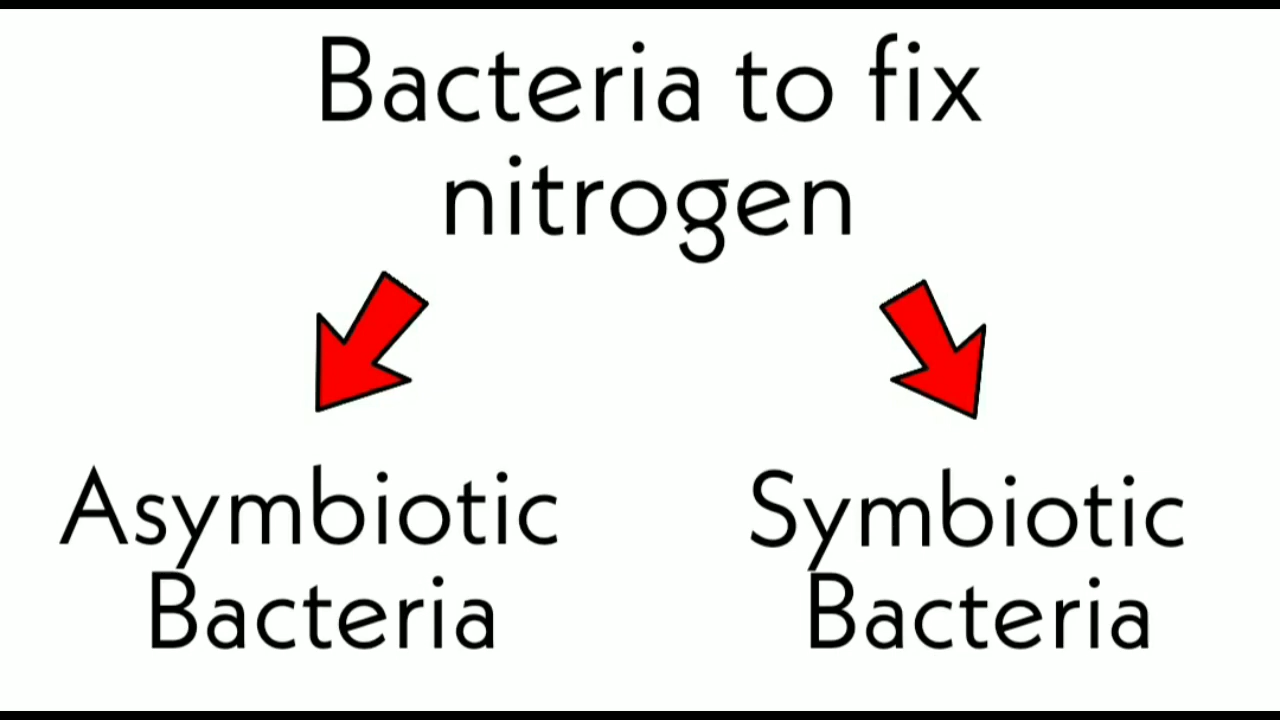 Bacteria to fix
nitrogen
Asymbiotic
Bacteria
Symbiotic
Bacteria